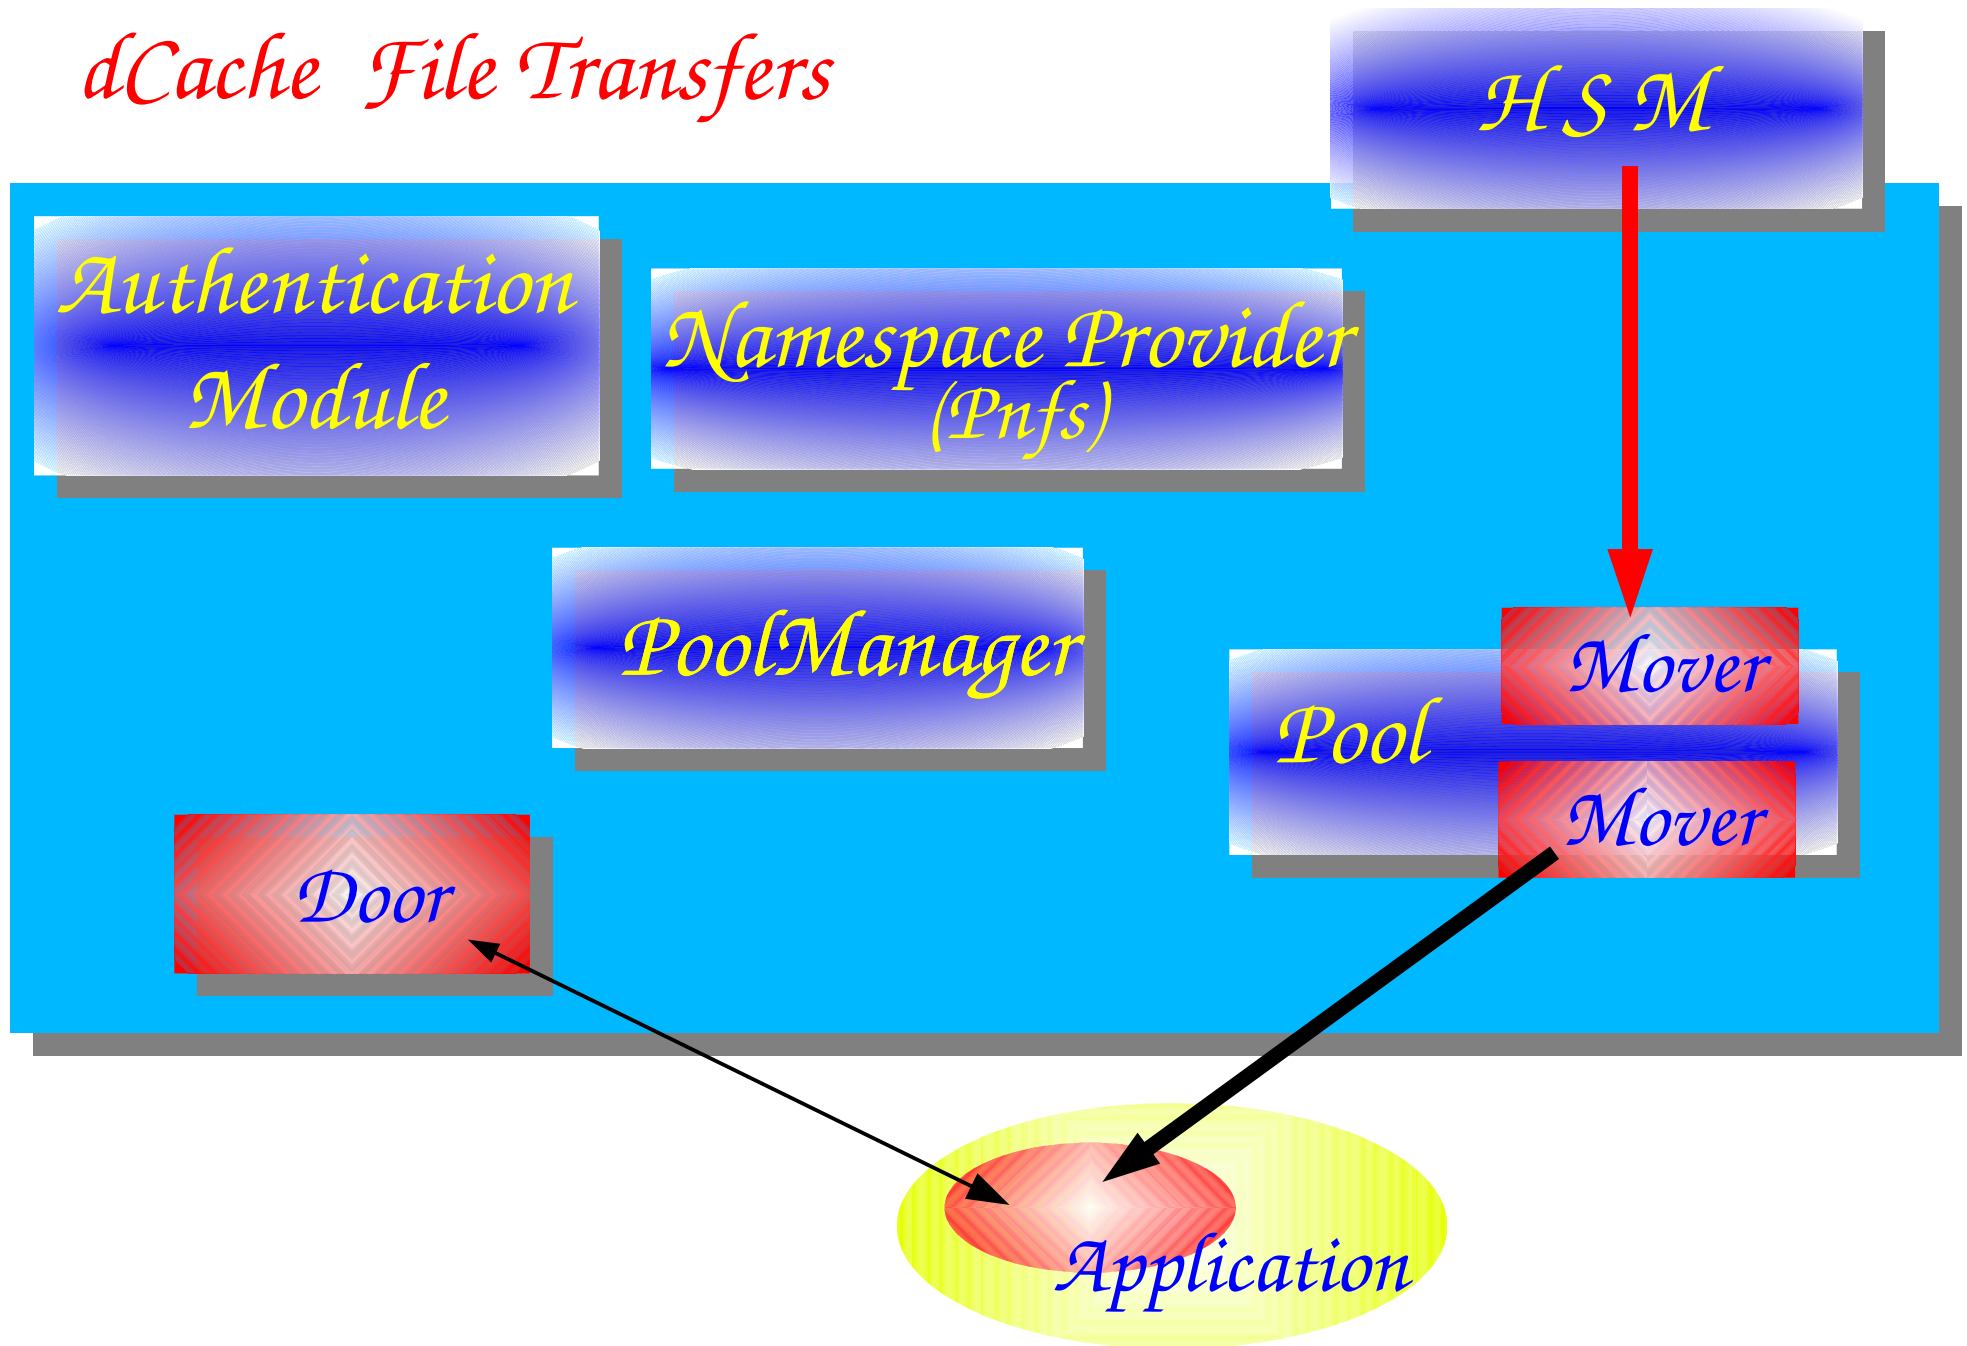 dCache File Transfers
H S M
Authentication
Module
Namespace Provider
(Pnfs)
PoolManager
Mover
Pool
Mover
Door
Application